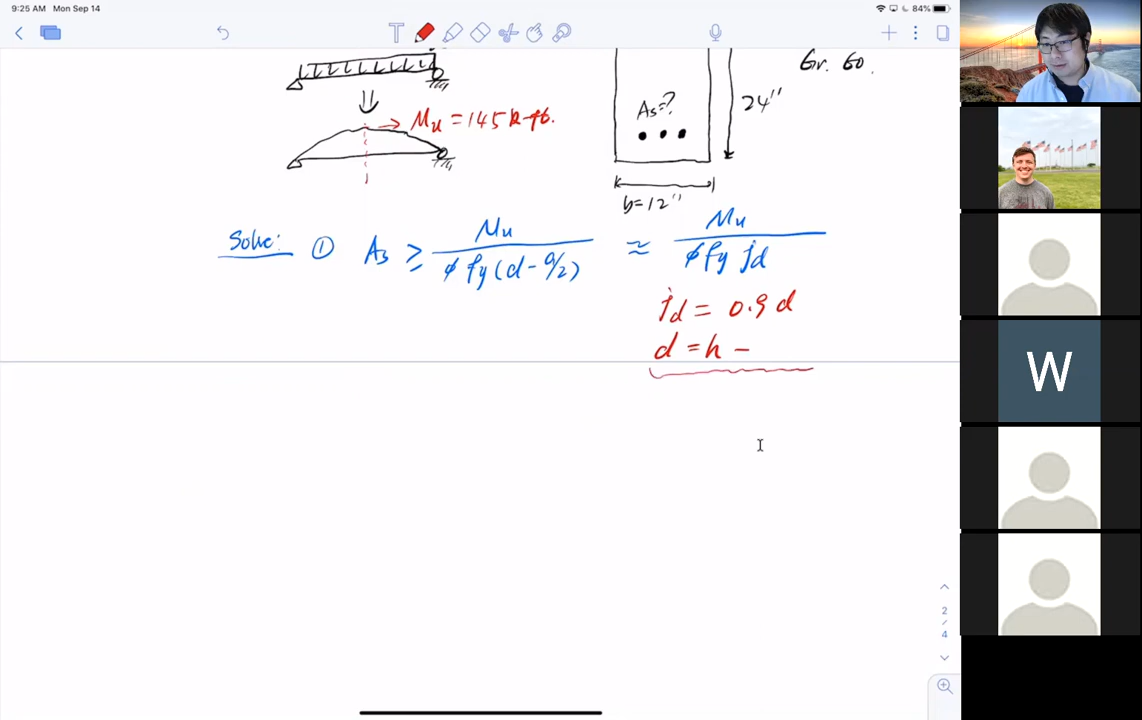 9:25 AM Mon Sep 14
84%
T
Gr. 60.
As=?
24"
Mu = 145 k-ft.
b=12"
Solve: ① As ≥ Mu / ϕ fy (d - a/2) ≈ Mu / ϕ fy jd
jd = 0.9 d
d = h -
W
2
/
4